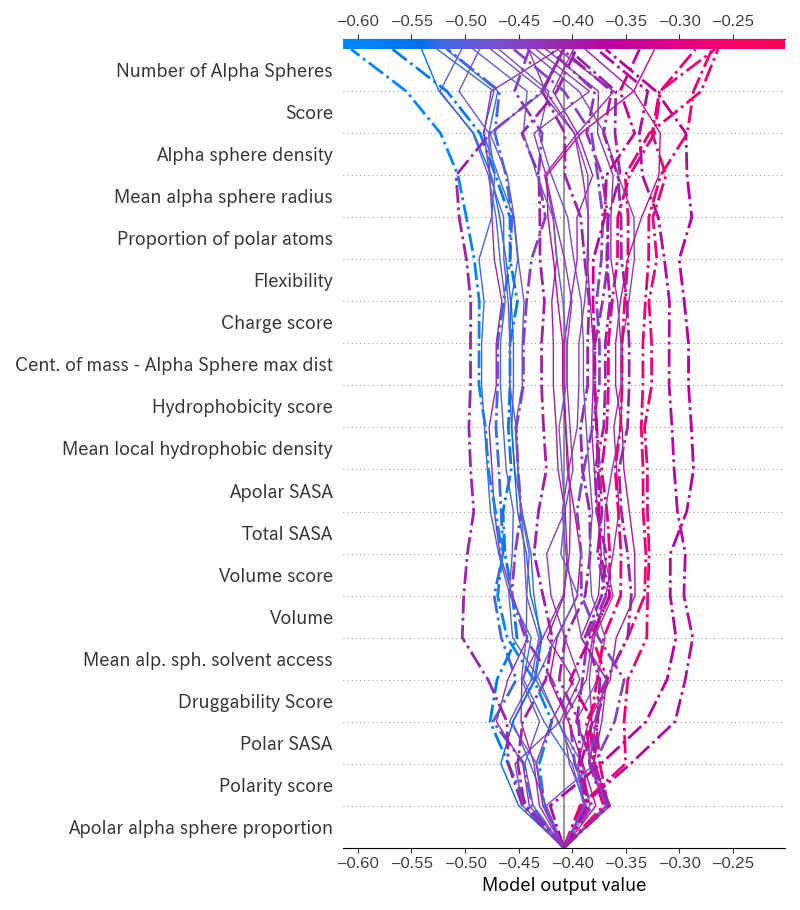 −0.60 −0.55 −0.50 −0.45 −0.40 −0.35 −0.30 −0.25
Number of Alpha Spheres
Score
Alpha sphere density
Mean alpha sphere radius
Proportion of polar atoms
Flexibility
Charge score
Cent. of mass - Alpha Sphere max dist
Hydrophobicity score
Mean local hydrophobic density
Apolar SASA
Total SASA
Volume score
Volume
Mean alp. sph. solvent access
Druggability Score
Polar SASA
Polarity score
Apolar alpha sphere proportion
−0.60 −0.55 −0.50 −0.45 −0.40 −0.35 −0.30 −0.25
Model output value